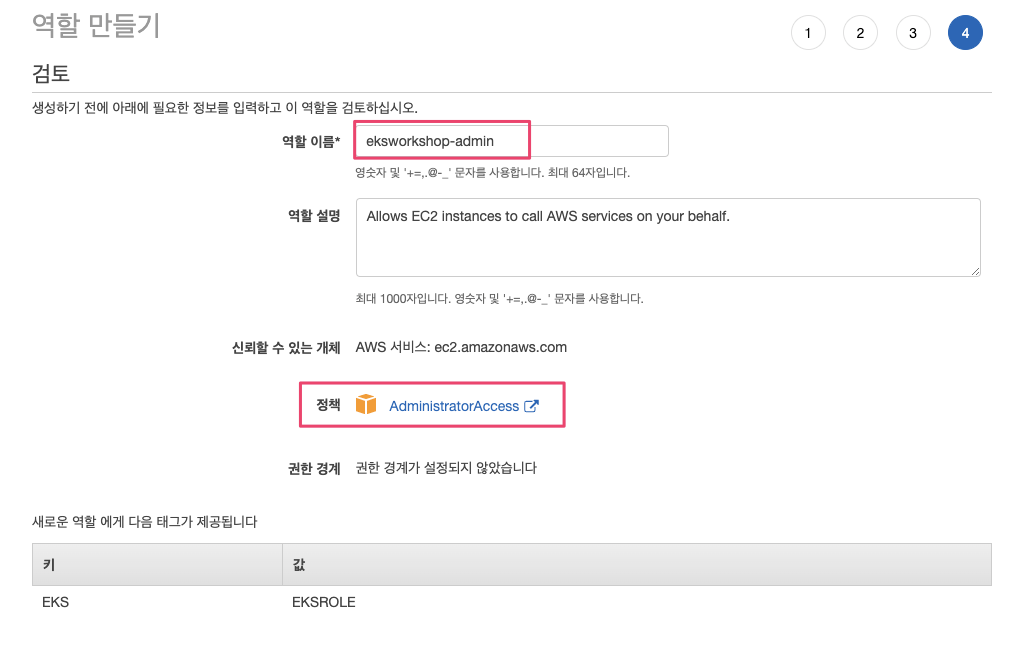 역할 만들기
1 2 3 4
검토
생성하기 전에 아래에 필요한 정보를 입력하고 이 역할을 검토하십시오.
역할 이름* eksworkshop-admin
영숫자 및 '+=,.@-_' 문자를 사용합니다. 최대 64자입니다.
역할 설명 Allows EC2 instances to call AWS services on your behalf.
최대 1000자입니다. 영숫자 및 '+=,.@-_' 문자를 사용합니다.
신뢰할 수 있는 개체 AWS 서비스: ec2.amazonaws.com
정책 AdministratorAccess
권한 경계 권한 경계가 설정되지 않았습니다
새로운 역할 에게 다음 태그가 제공됩니다
키 값
EKS EKSROLE